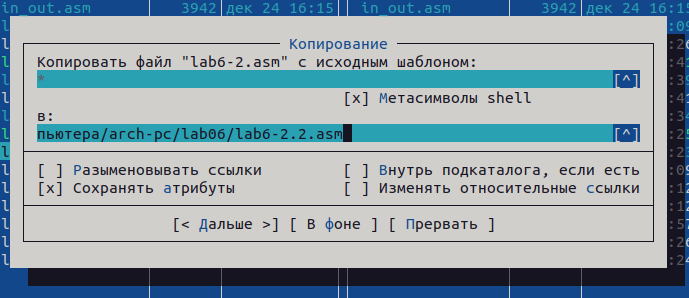 in_out.asm 3942 дек 24 16:15 in_out.asm 3942 дек 24 16:15
Копирование
Копировать файл "lab6-2.asm" с исходным шаблоном:
* [^]
[x] Метасимволы shell
в:
пьютера/arch-pc/lab06/lab6-2.2.asm [^]
[ ] Разыменовывать ссылки [ ] Внутрь подкаталога, если есть
[x] Сохранять атрибуты [ ] Изменять относительные ссылки
[< Дальше >] [ В фоне ] [ Прервать ]